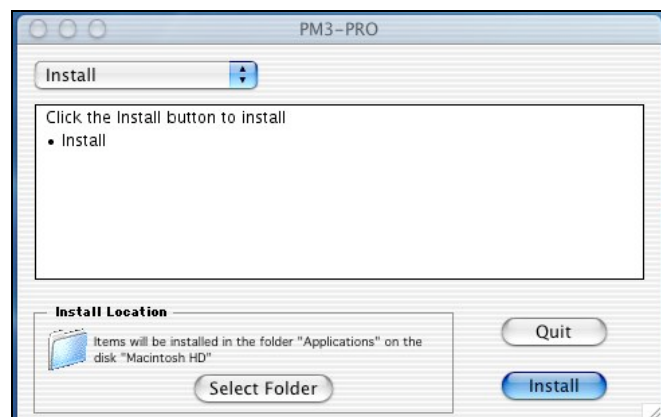 PM3-PRO
Install
Click the Install button to install
• Install
Install Location
Items will be installed in the folder "Applications" on the
disk "Macintosh HD"
Select Folder
Quit
Install